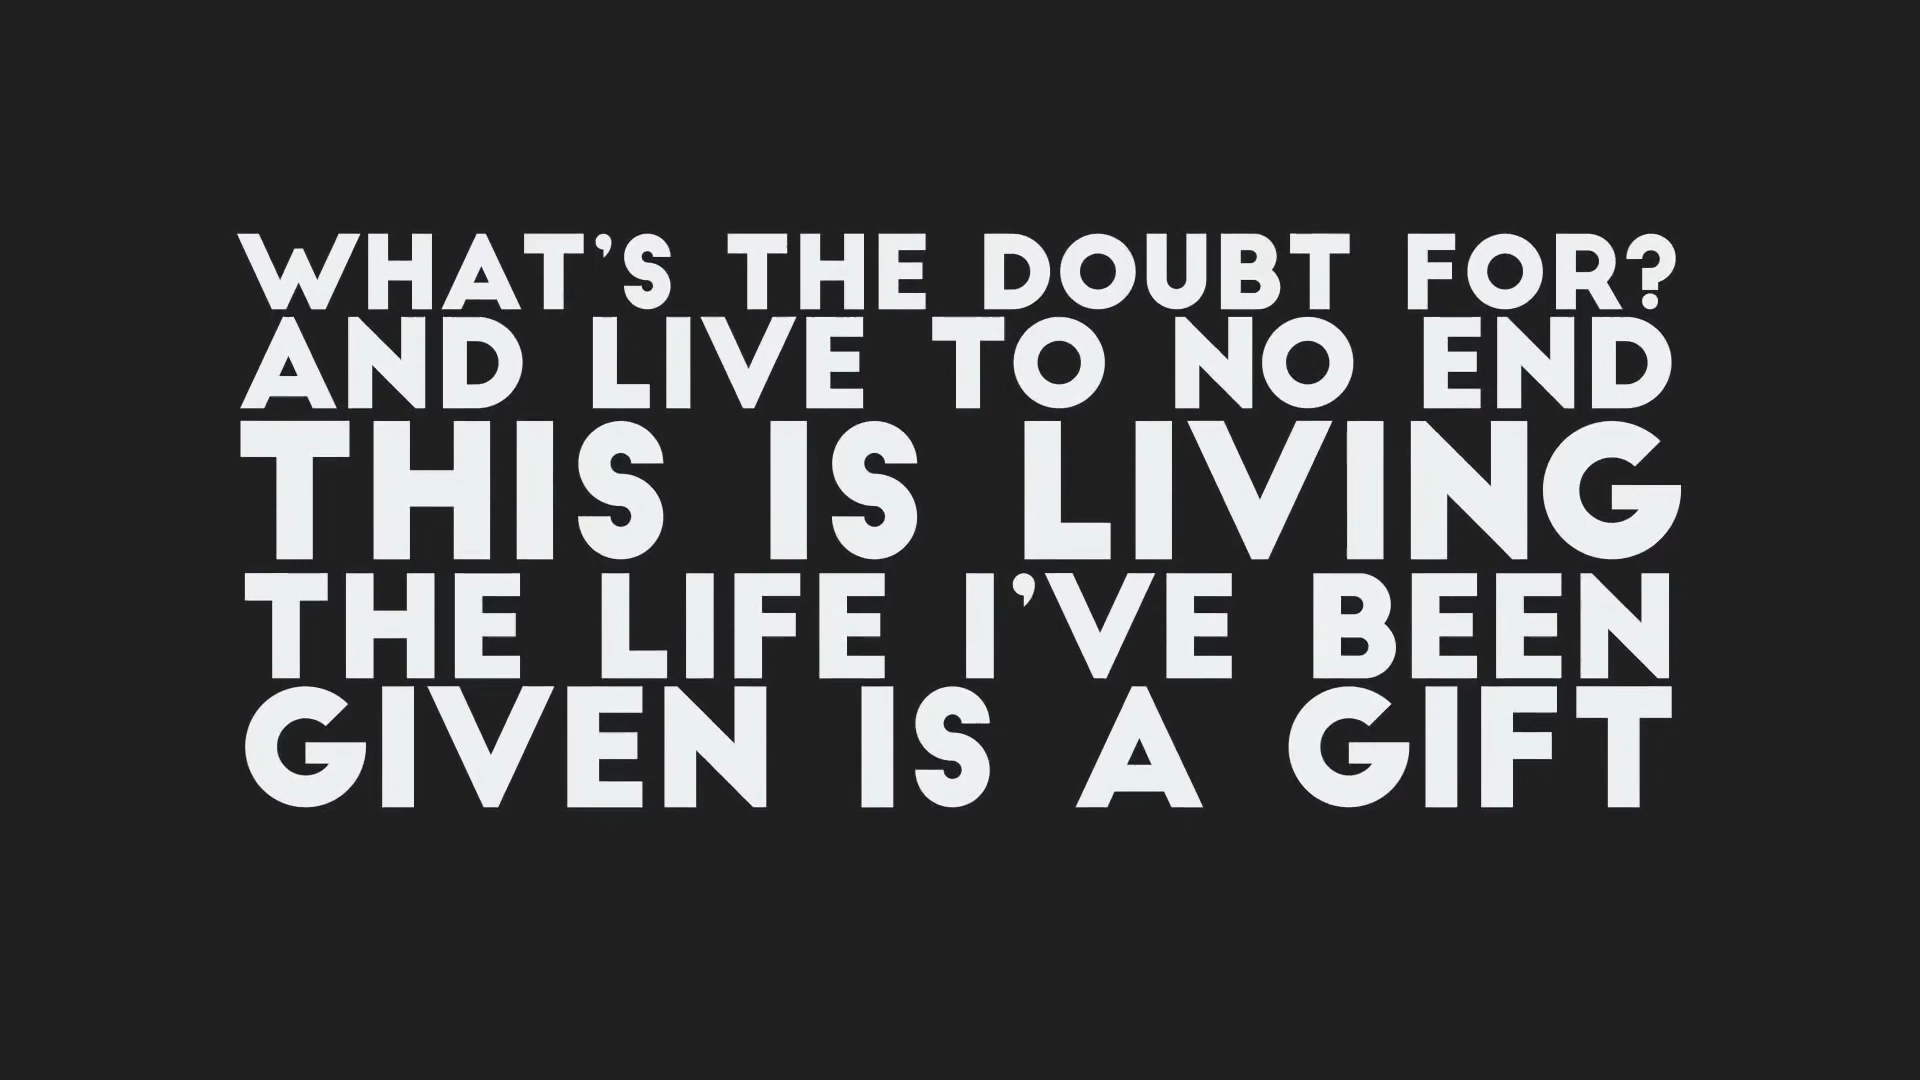 WHAT'S THE DOUBT FOR?
AND LIVE TO NO END
THIS IS LIVING
THE LIFE I'VE BEEN
GIVEN IS A GIFT